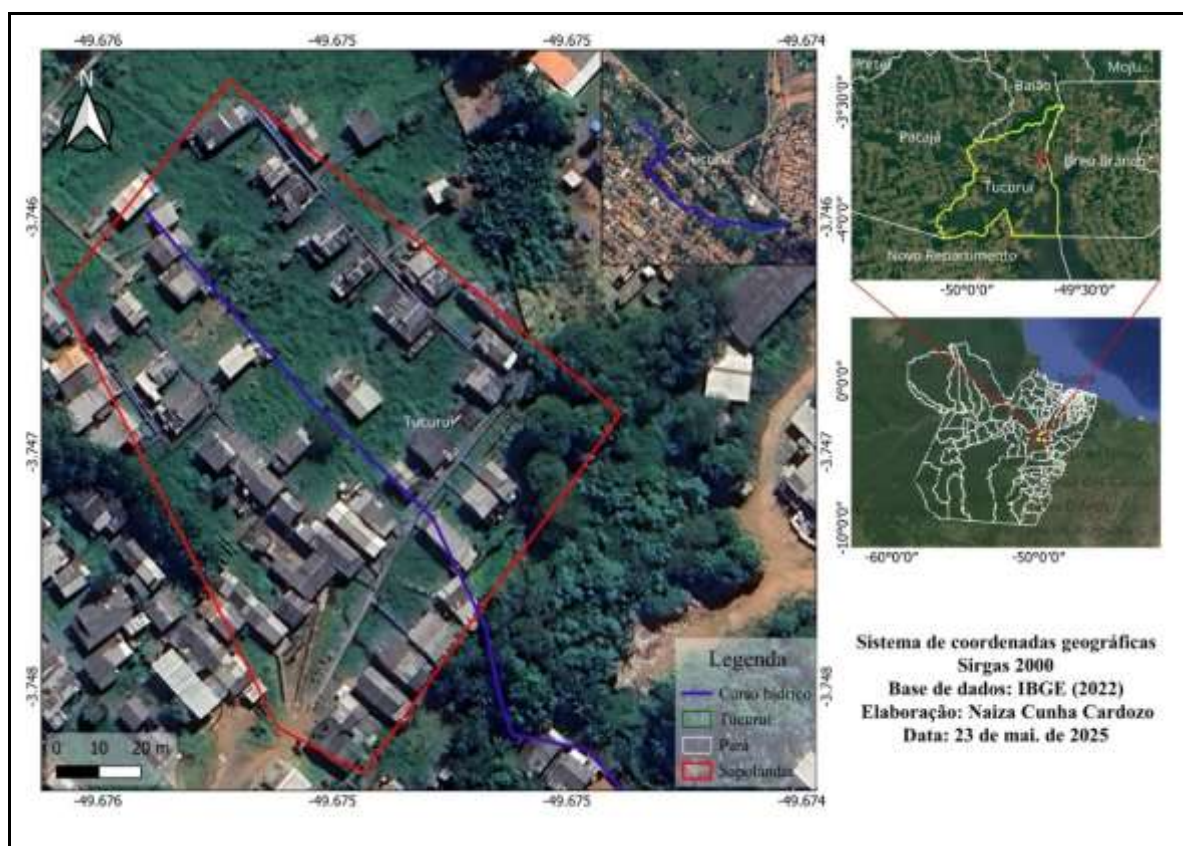 -49.676 -49.675 -49.675 -49.674
N
-3.746
-3.747
-3.748
Tucuruí
Tucuruí
-3.746
-3.747
-3.748
0 10 20 m
Legenda
Curso hídrico
Tucuruí
Pará
Sapolândia
-49.676 -49.675 -49.675 -49.674
Baião
Moju
Pacajá
Breu Branco
Tucuruí
Novo Repartimento
-3°30'0"
-4°0'0"
-50°0'0" -49°30'0"
0°0'0"
-10°0'0"
-60°0'0" -50°0'0"
Sistema de coordenadas geográficas
Sirgas 2000
Base de dados: IBGE (2022)
Elaboração: Naiza Cunha Cardozo
Data: 23 de mai. de 2025